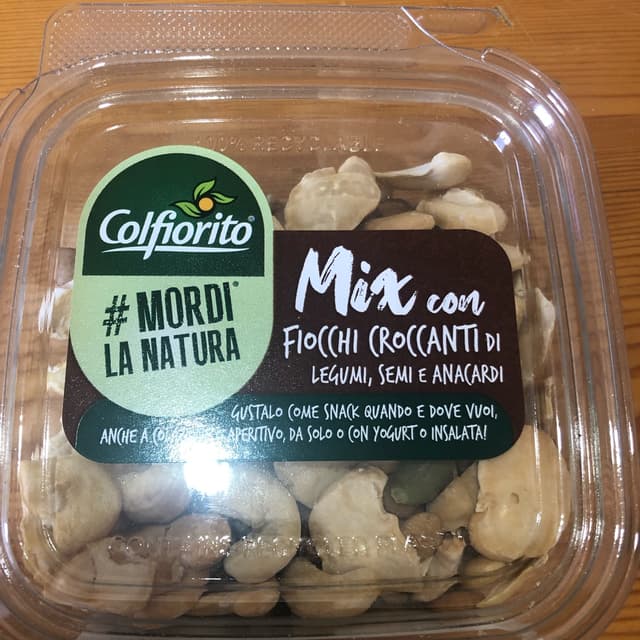 100% RECYCLABLE
Colfiorito®
# MORDI®
LA NATURA
Mix con
FIOCCHI CROCCANTI DI
LEGUMI, SEMI E ANACARDI
GUSTALO COME SNACK QUANDO E DOVE VUOI,
ANCHE A APERITIVO, DA SOLO O CON YOGURT O INSALATA!
RECYCLED